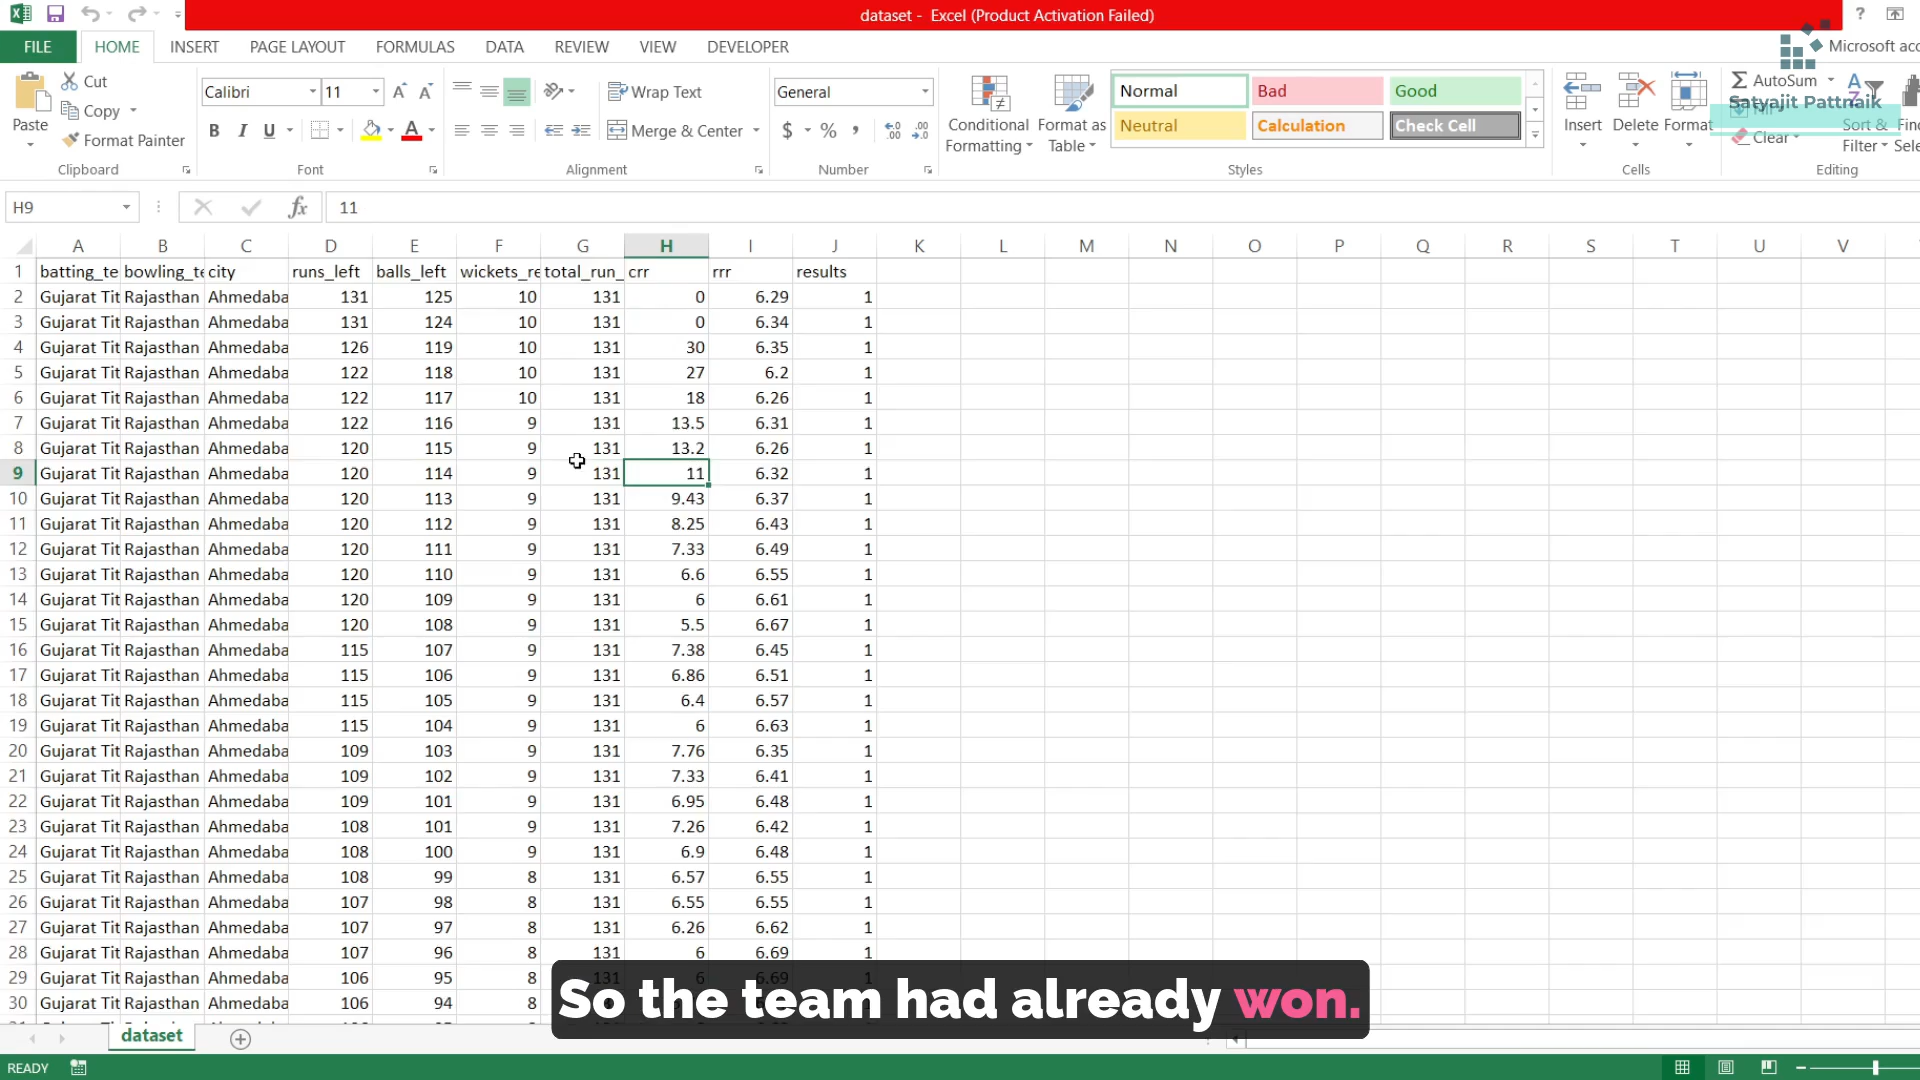 dataset - Excel (Product Activation Failed)
?
FILE HOME INSERT PAGE LAYOUT FORMULAS DATA REVIEW VIEW DEVELOPER Microsoft acc
Paste
Cut
Copy
Format Painter
Clipboard
Calibri 11
B I U A
Font
Wrap Text
Merge & Center
Alignment
General
$ % ,
Number
Conditional Formatting
Format as Table
Normal Bad Good
Neutral Calculation Check Cell
Styles
Insert Delete Format
Cells
AutoSum
Satyajit Pattnaik
Fill
Clear
Sort & Filter
Editing
H9 fx 11
A B C D E F G H I J K L M N O P Q R S T U V
1 batting_te bowling_te city runs_left balls_left wickets_re total_run_ crr rrr results
2 Gujarat Tit Rajasthan Ahmedaba 131 125 10 131 0 6.29 1
3 Gujarat Tit Rajasthan Ahmedaba 131 124 10 131 0 6.34 1
4 Gujarat Tit Rajasthan Ahmedaba 126 119 10 131 30 6.35 1
5 Gujarat Tit Rajasthan Ahmedaba 122 118 10 131 27 6.2 1
6 Gujarat Tit Rajasthan Ahmedaba 122 117 10 131 18 6.26 1
7 Gujarat Tit Rajasthan Ahmedaba 122 116 9 131 13.5 6.31 1
8 Gujarat Tit Rajasthan Ahmedaba 120 115 9 131 13.2 6.26 1
9 Gujarat Tit Rajasthan Ahmedaba 120 114 9 131 11 6.32 1
10 Gujarat Tit Rajasthan Ahmedaba 120 113 9 131 9.43 6.37 1
11 Gujarat Tit Rajasthan Ahmedaba 120 112 9 131 8.25 6.43 1
12 Gujarat Tit Rajasthan Ahmedaba 120 111 9 131 7.33 6.49 1
13 Gujarat Tit Rajasthan Ahmedaba 120 110 9 131 6.6 6.55 1
14 Gujarat Tit Rajasthan Ahmedaba 120 109 9 131 6 6.61 1
15 Gujarat Tit Rajasthan Ahmedaba 120 108 9 131 5.5 6.67 1
16 Gujarat Tit Rajasthan Ahmedaba 115 107 9 131 7.38 6.45 1
17 Gujarat Tit Rajasthan Ahmedaba 115 106 9 131 6.86 6.51 1
18 Gujarat Tit Rajasthan Ahmedaba 115 105 9 131 6.4 6.57 1
19 Gujarat Tit Rajasthan Ahmedaba 115 104 9 131 6 6.63 1
20 Gujarat Tit Rajasthan Ahmedaba 109 103 9 131 7.76 6.35 1
21 Gujarat Tit Rajasthan Ahmedaba 109 102 9 131 7.33 6.41 1
22 Gujarat Tit Rajasthan Ahmedaba 109 101 9 131 6.95 6.48 1
23 Gujarat Tit Rajasthan Ahmedaba 108 101 9 131 7.26 6.42 1
24 Gujarat Tit Rajasthan Ahmedaba 108 100 9 131 6.9 6.48 1
25 Gujarat Tit Rajasthan Ahmedaba 108 99 8 131 6.57 6.55 1
26 Gujarat Tit Rajasthan Ahmedaba 107 98 8 131 6.55 6.55 1
27 Gujarat Tit Rajasthan Ahmedaba 107 97 8 131 6.26 6.62 1
28 Gujarat Tit Rajasthan Ahmedaba 107 96 8 131 6 6.69 1
29 Gujarat Tit Rajasthan Ahmedaba 106 95 8 131 6 6.69 1
30 Gujarat Tit Rajasthan Ahmedaba 106 94 8
So the team had already won.
dataset
READY